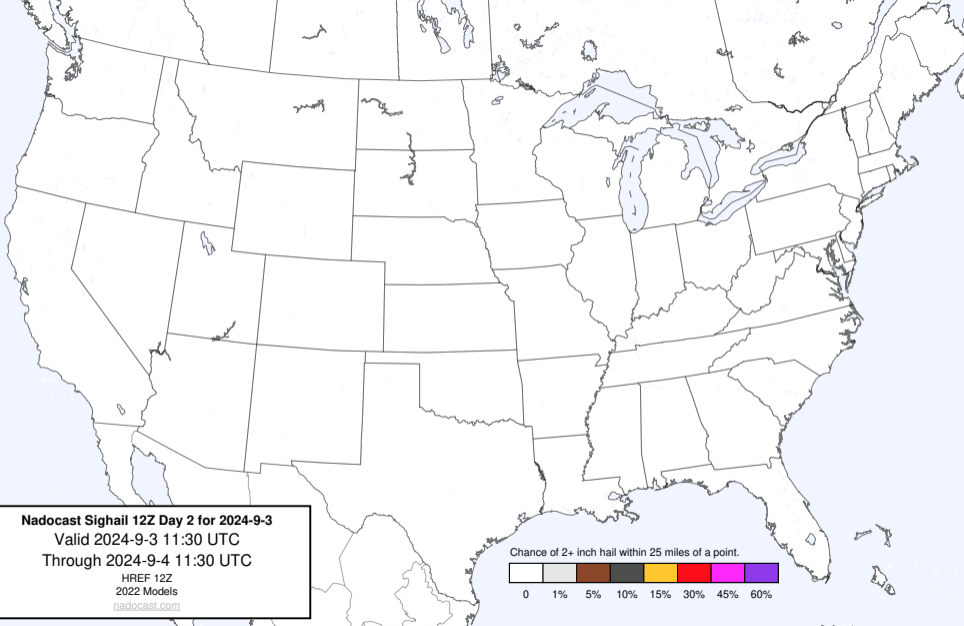 Nadocast Sighail 12Z Day 2 for 2024-9-3
Valid 2024-9-3 11:30 UTC
Through 2024-9-4 11:30 UTC
HREF 12Z
2022 Models
nadocast.com
Chance of 2+ inch hail within 25 miles of a point.
0 1% 5% 10% 15% 30% 45% 60%